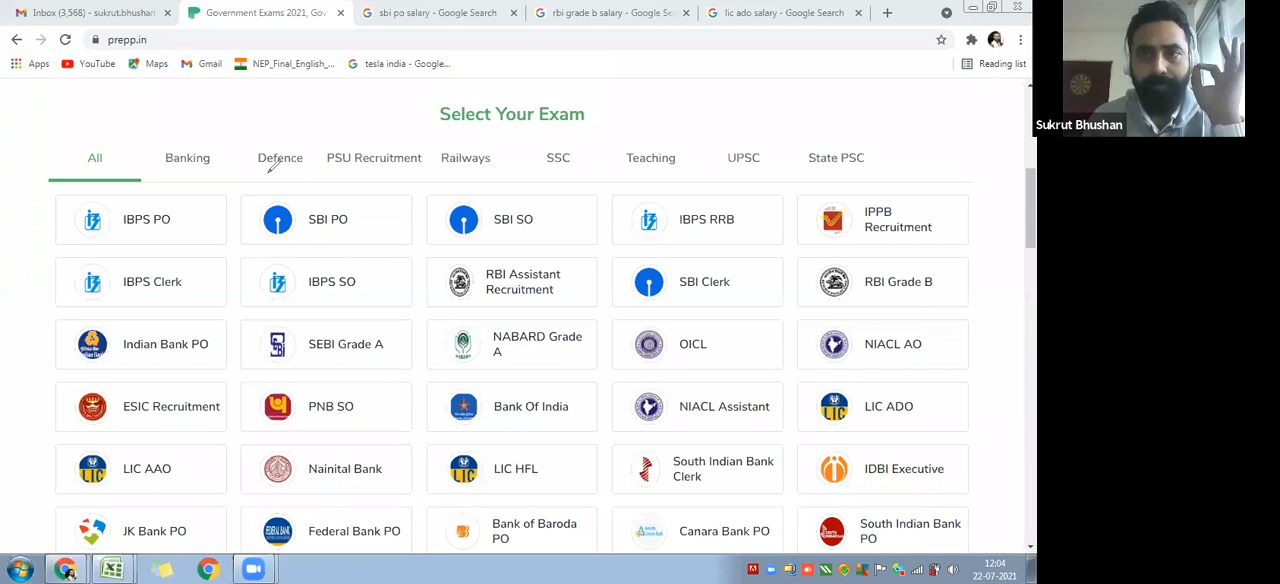 Inbox (3,568) - sukrut.bhushan
Government Exams 2021, Gov
sbi po salary - Google Search
rbi grade b salary - Google Se
lic ado salary - Google Search
prepp.in
Apps
YouTube
Maps
Gmail
NEP_Final_English_...
tesla india - Google...
Reading list
Sukrut Bhushan
Select Your Exam
All
Banking
Defence
PSU Recruitment
Railways
SSC
Teaching
UPSC
State PSC
IBPS PO
SBI PO
SBI SO
IBPS RRB
IPPB
Recruitment
IBPS Clerk
IBPS SO
RBI Assistant
Recruitment
SBI Clerk
RBI Grade B
Indian Bank PO
SEBI Grade A
NABARD Grade
A
OICL
NIACL AO
ESIC Recruitment
PNB SO
Bank Of India
NIACL Assistant
LIC ADO
LIC AAO
Nainital Bank
LIC HFL
South Indian Bank
Clerk
IDBI Executive
JK Bank PO
Federal Bank PO
Bank of Baroda
PO
Canara Bank PO
South Indian Bank
PO
12:04
22-07-2021